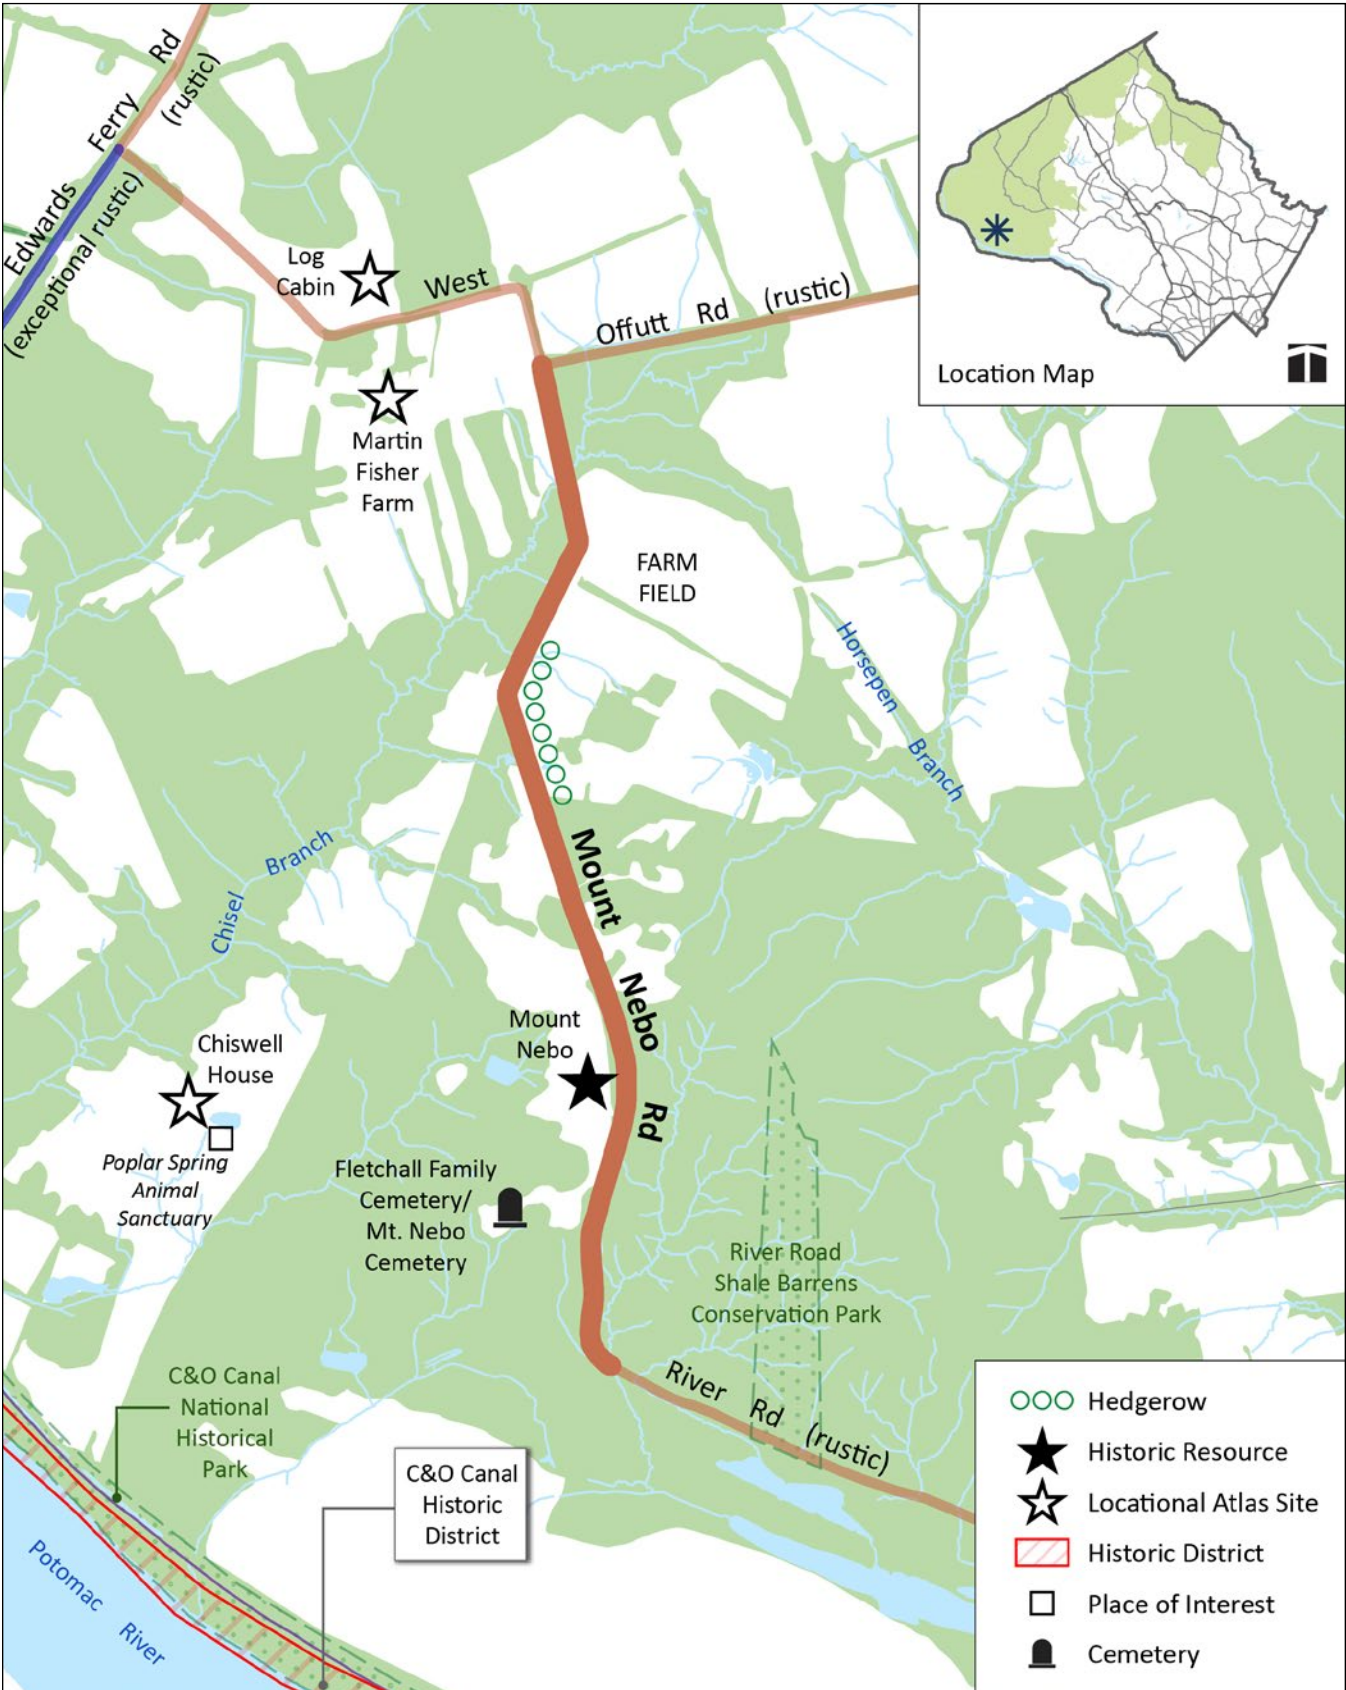 Edwards Ferry Rd
(rustic)
(exceptional rustic)
Log
Cabin
West Offutt Rd (rustic)
Location Map
Martin
Fisher
Farm
FARM
FIELD
Horsepen Branch
Chisel Branch
Mount Nebo Rd
Mount
Nebo
Chiswell
House
Poplar Spring
Animal
Sanctuary
Fletchall Family
Cemetery/
Mt. Nebo
Cemetery
River Road
Shale Barrens
Conservation Park
River Rd (rustic)
C&O Canal
National
Historical
Park
C&O Canal
Historic
District
Potomac River
Hedgerow
Historic Resource
Locational Atlas Site
Historic District
Place of Interest
Cemetery